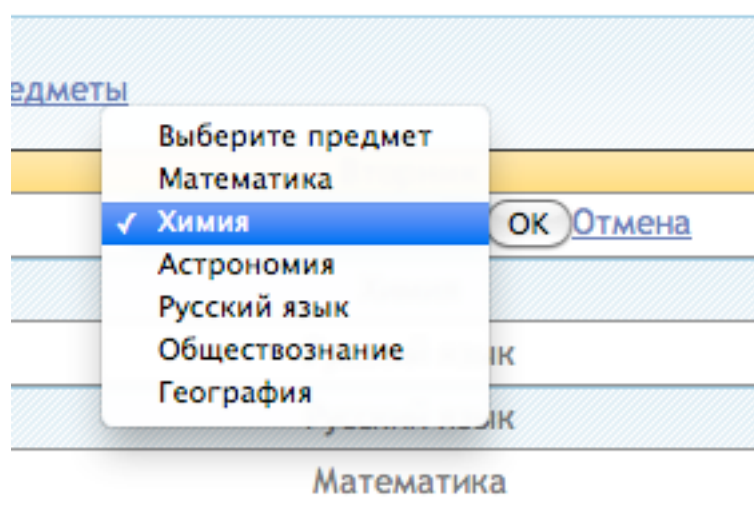 едметы
Выберите предмет
Математика
✓ Химия
OK Отмена
Астрономия
Русский язык
Обществознание
География
Математика